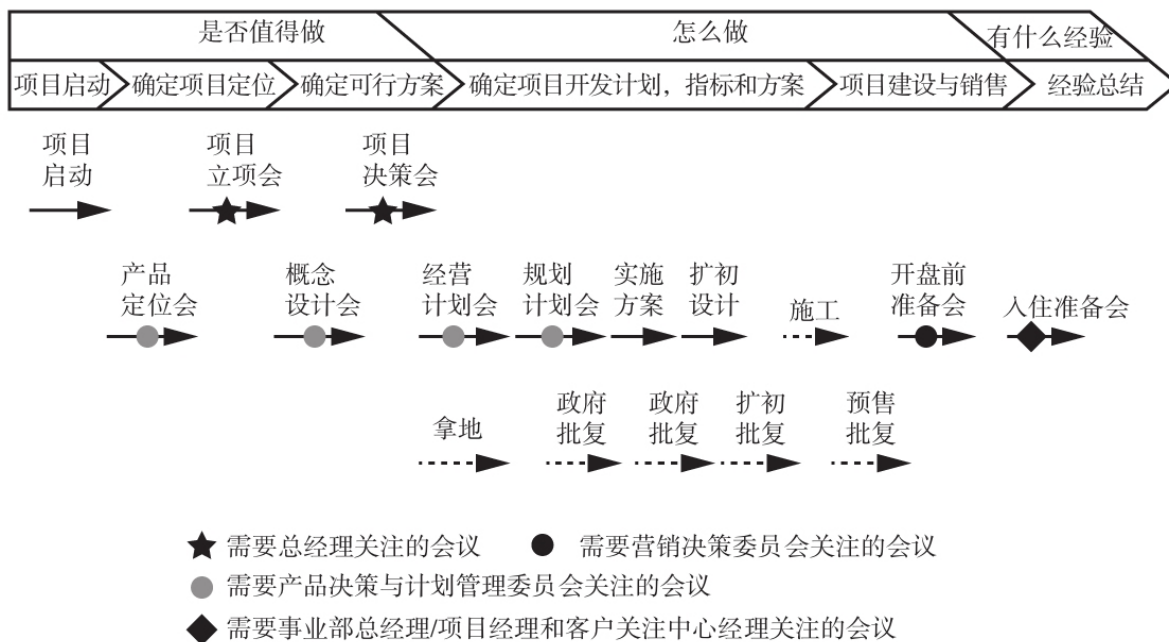 是否值得做
怎么做
有什么经验
项目启动
确定项目定位
确定可行方案
确定项目开发计划，指标和方案
项目建设与销售
经验总结
项目
启动
项目
立项会
项目
决策会
产品
定位会
概念
设计会
经营
计划会
规划
计划会
实施
方案
扩初
设计
施工
开盘前
准备会
入住准备会
拿地
政府
批复
政府
批复
扩初
批复
预售
批复
需要总经理关注的会议
需要营销决策委员会关注的会议
需要产品决策与计划管理委员会关注的会议
需要事业部总经理/项目经理和客户关注中心经理关注的会议